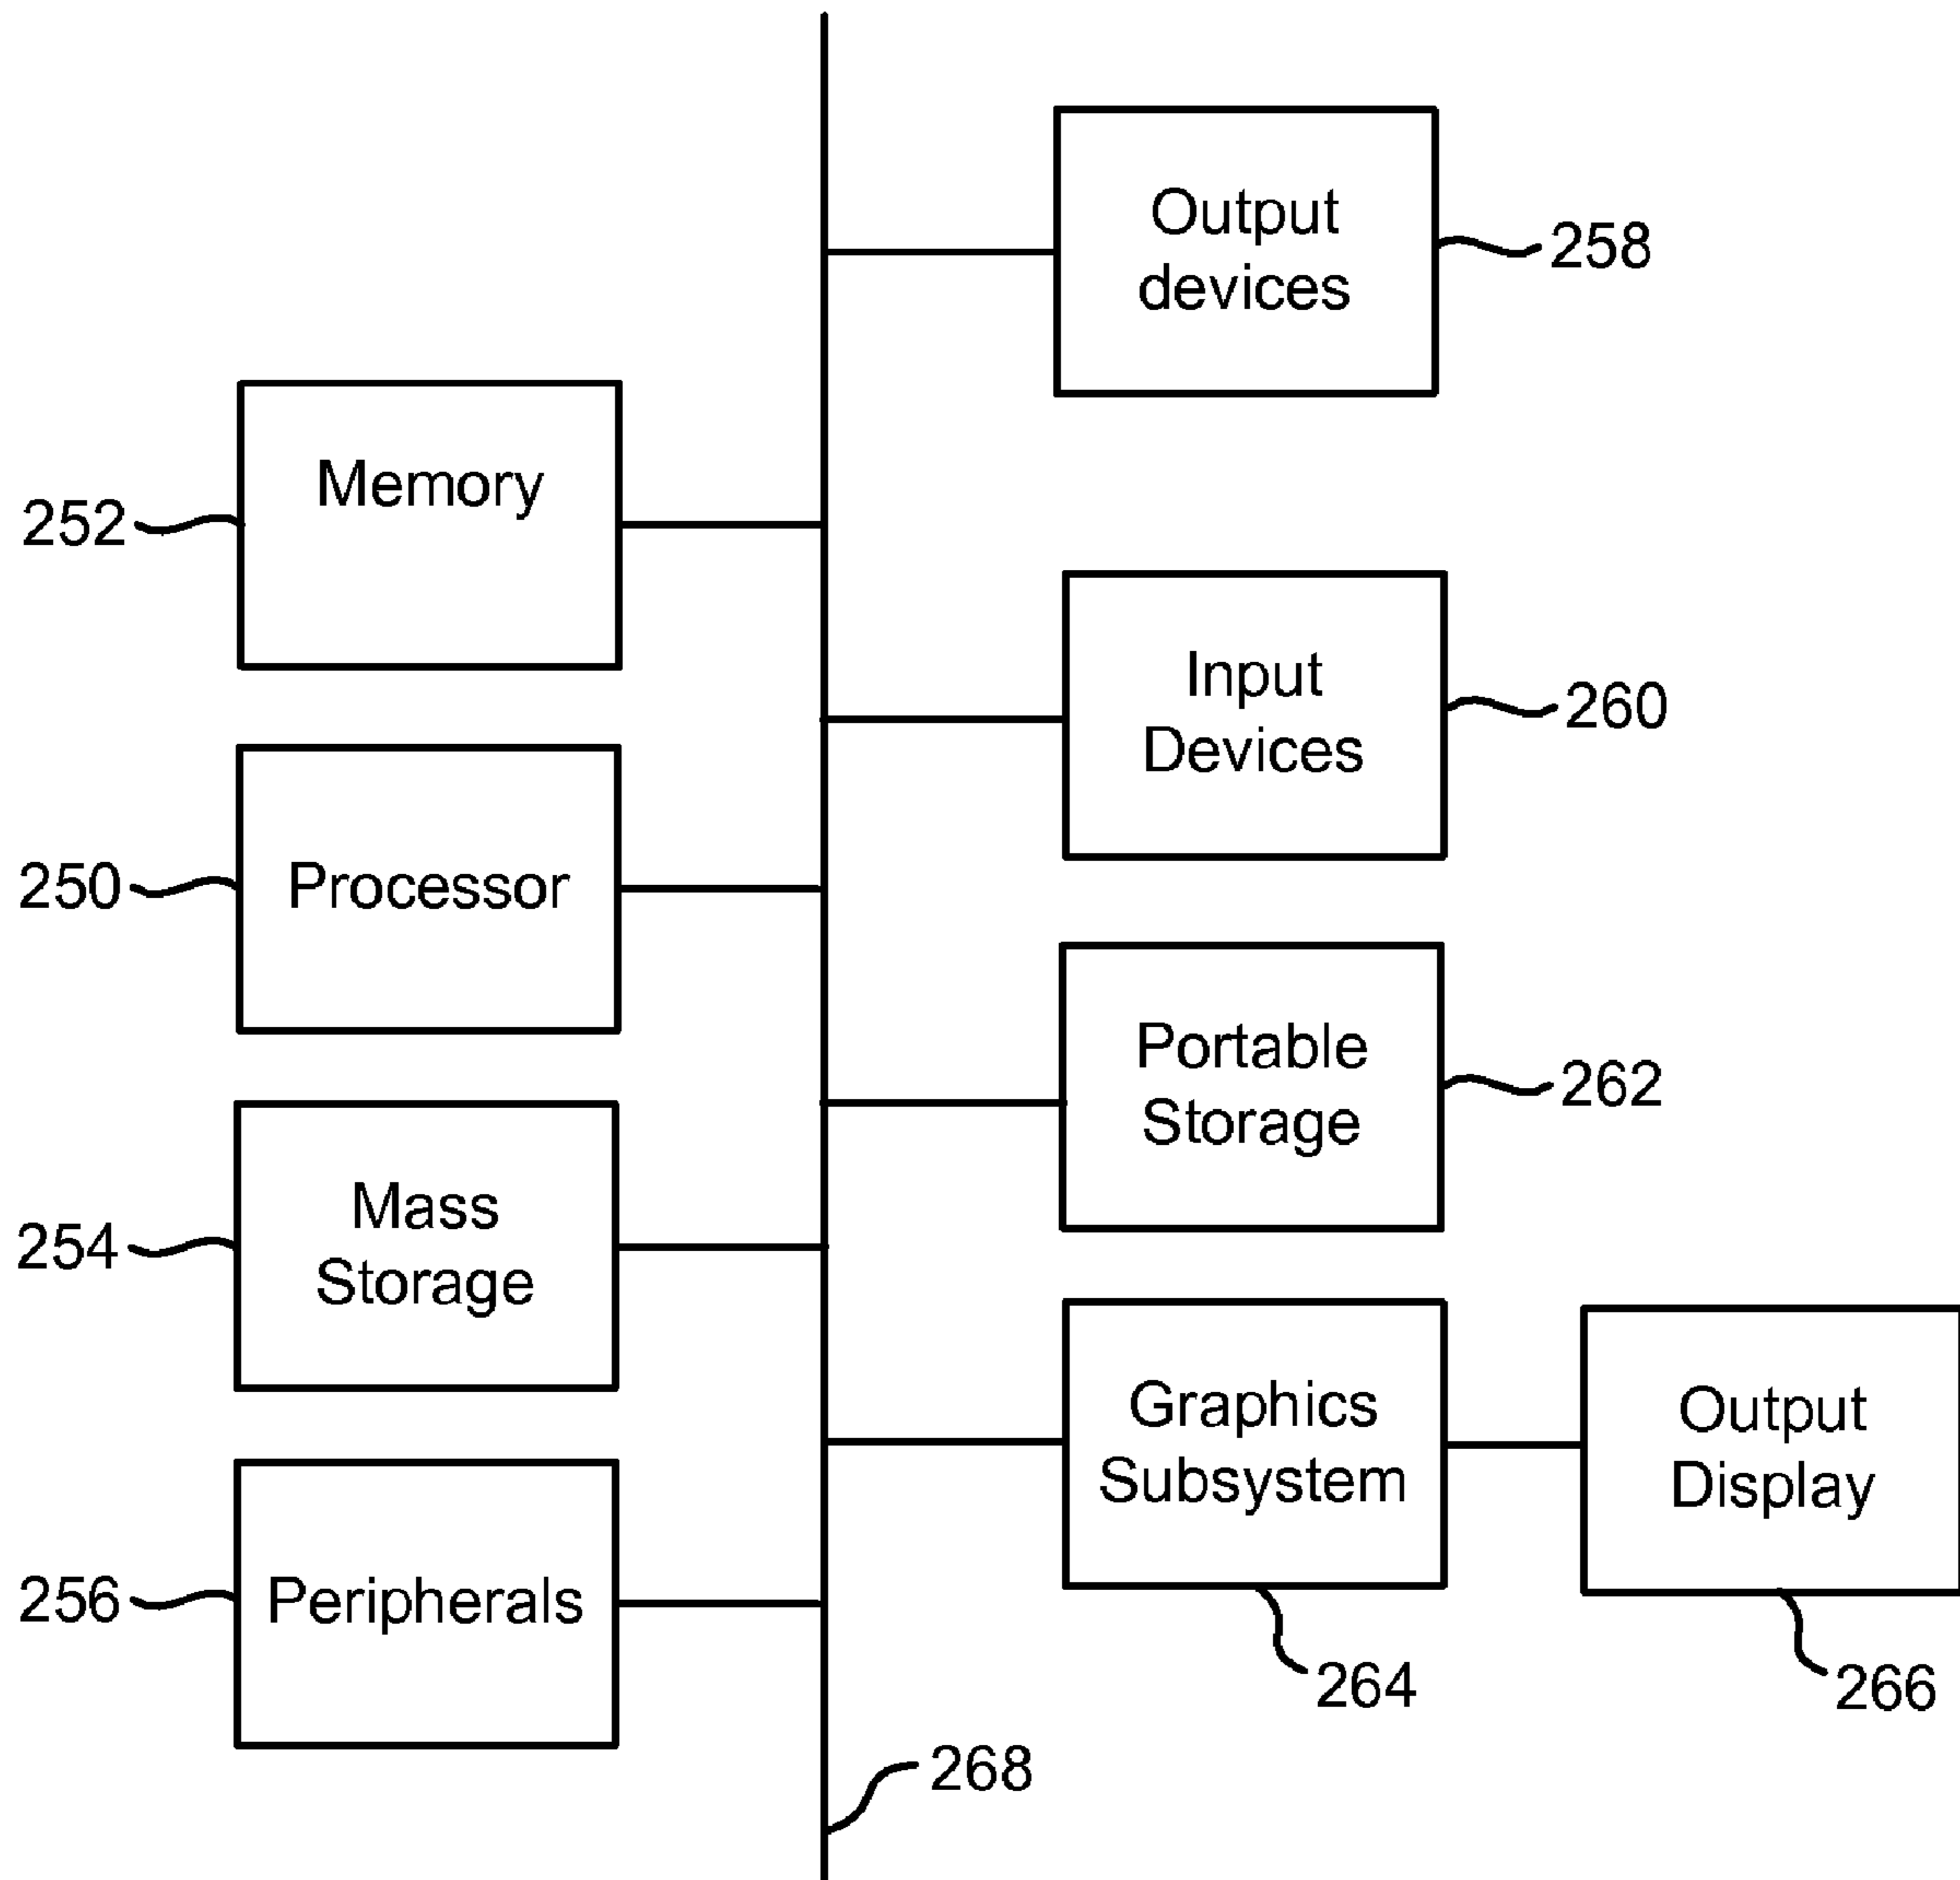 Output
devices
258
Memory
252
Input
Devices
260
Processor
250
Portable
Storage
262
Mass
Storage
254
Graphics
Subsystem
264
Output
Display
266
Peripherals
256
268